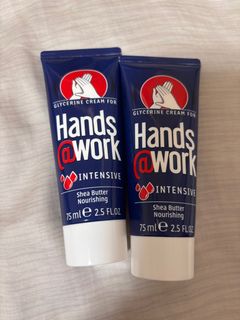 GLYCERINE CREAM FOR
Hands
@work
INTENSIVE
Shea Butter
Nourishing
75 ml ℮ 2.5 FL.OZ
GLYCERINE CREAM FOR
Hands
@work
INTENSIVE
Shea Butter
Nourishing
75 ml ℮ 2.5 FL.OZ